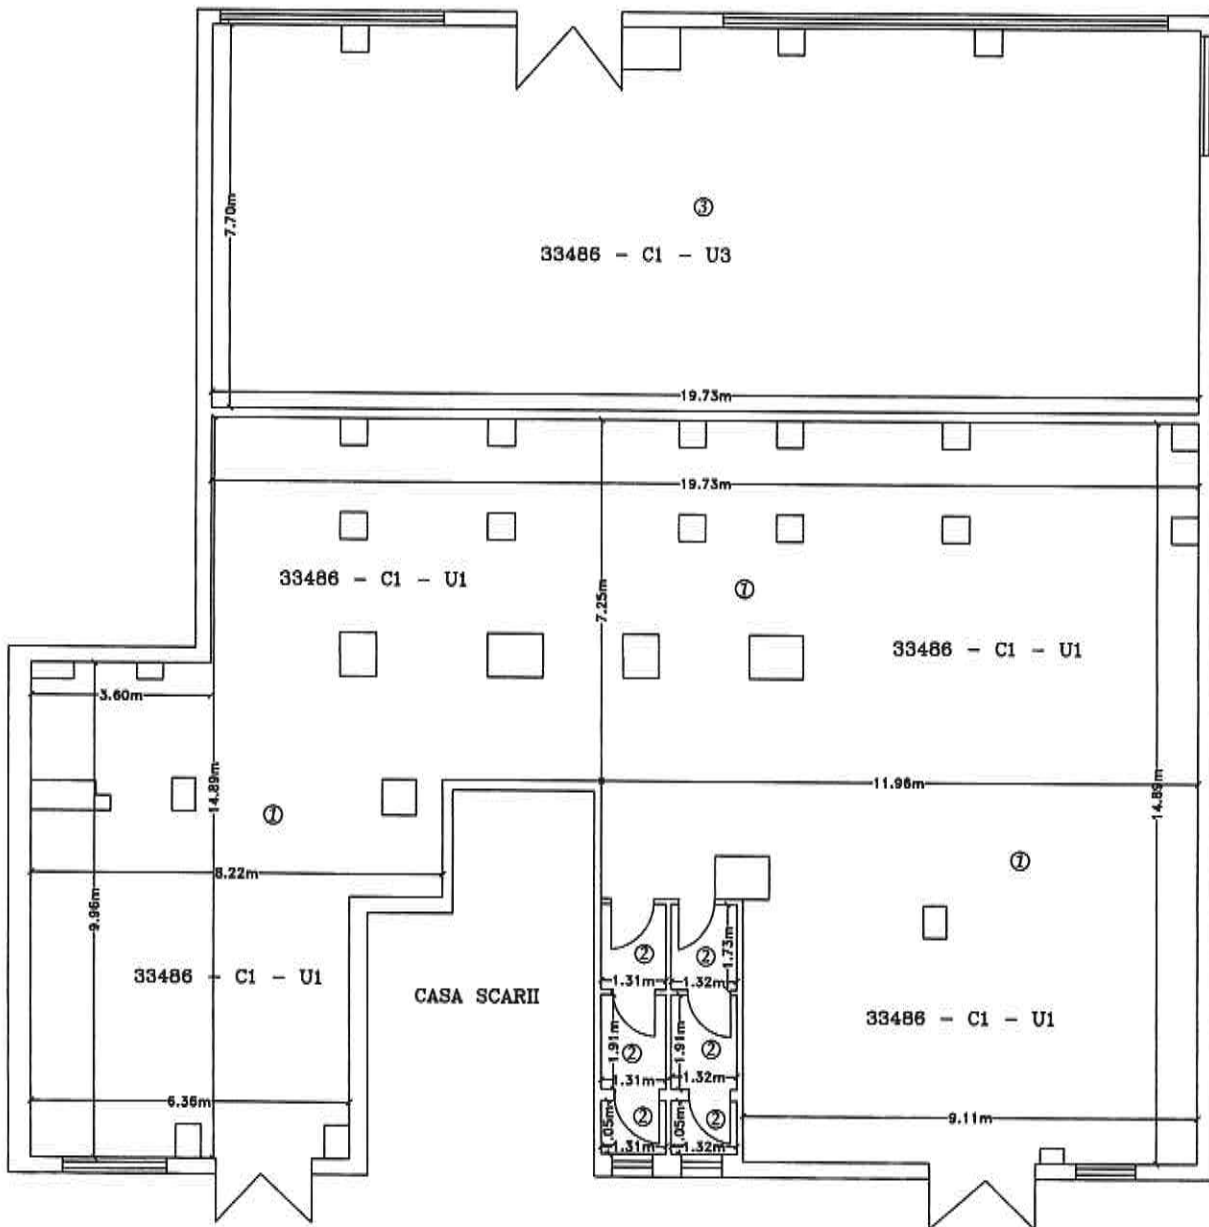 7.70m
③
33486 - C1 - U3
19.73m
19.73m
33486 - C1 - U1
7.25m
①
33486 - C1 - U1
3.60m
14.89m
11.96m
14.89m
①
①
8.22m
9.96m
1.73m
②
②
33486 - C1 - U1
1.31m
1.32m
CASA SCARII
33486 - C1 - U1
1.91m
1.91m
②
②
1.31m
1.32m
6.36m
1.05m
②
1.05m
②
9.11m
1.31m
1.32m